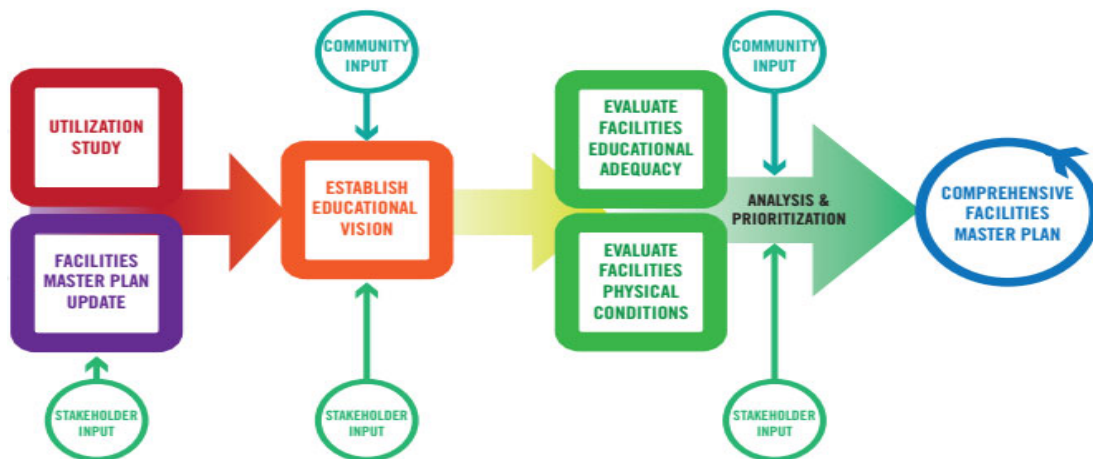 UTILIZATION
STUDY
FACILITIES
MASTER PLAN
UPDATE
STAKEHOLDER
INPUT
COMMUNITY
INPUT
ESTABLISH
EDUCATIONAL
VISION
STAKEHOLDER
INPUT
EVALUATE
FACILITIES
EDUCATIONAL
ADEQUACY
EVALUATE
FACILITIES
PHYSICAL
CONDITIONS
COMMUNITY
INPUT
ANALYSIS &
PRIORITIZATION
STAKEHOLDER
INPUT
COMPREHENSIVE
FACILITIES
MASTER PLAN